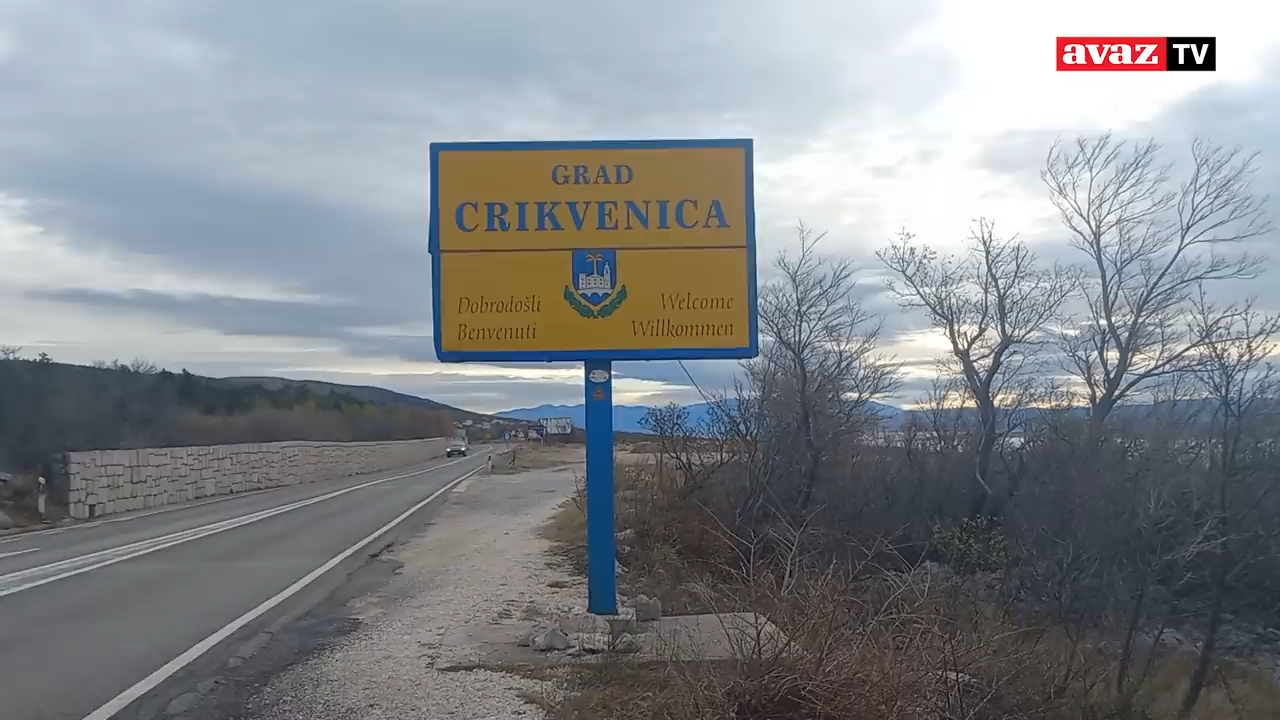 avaz TV
GRAD
CRIKVENICA
Dobrodošli
Benvenuti
Welcome
Willkommen